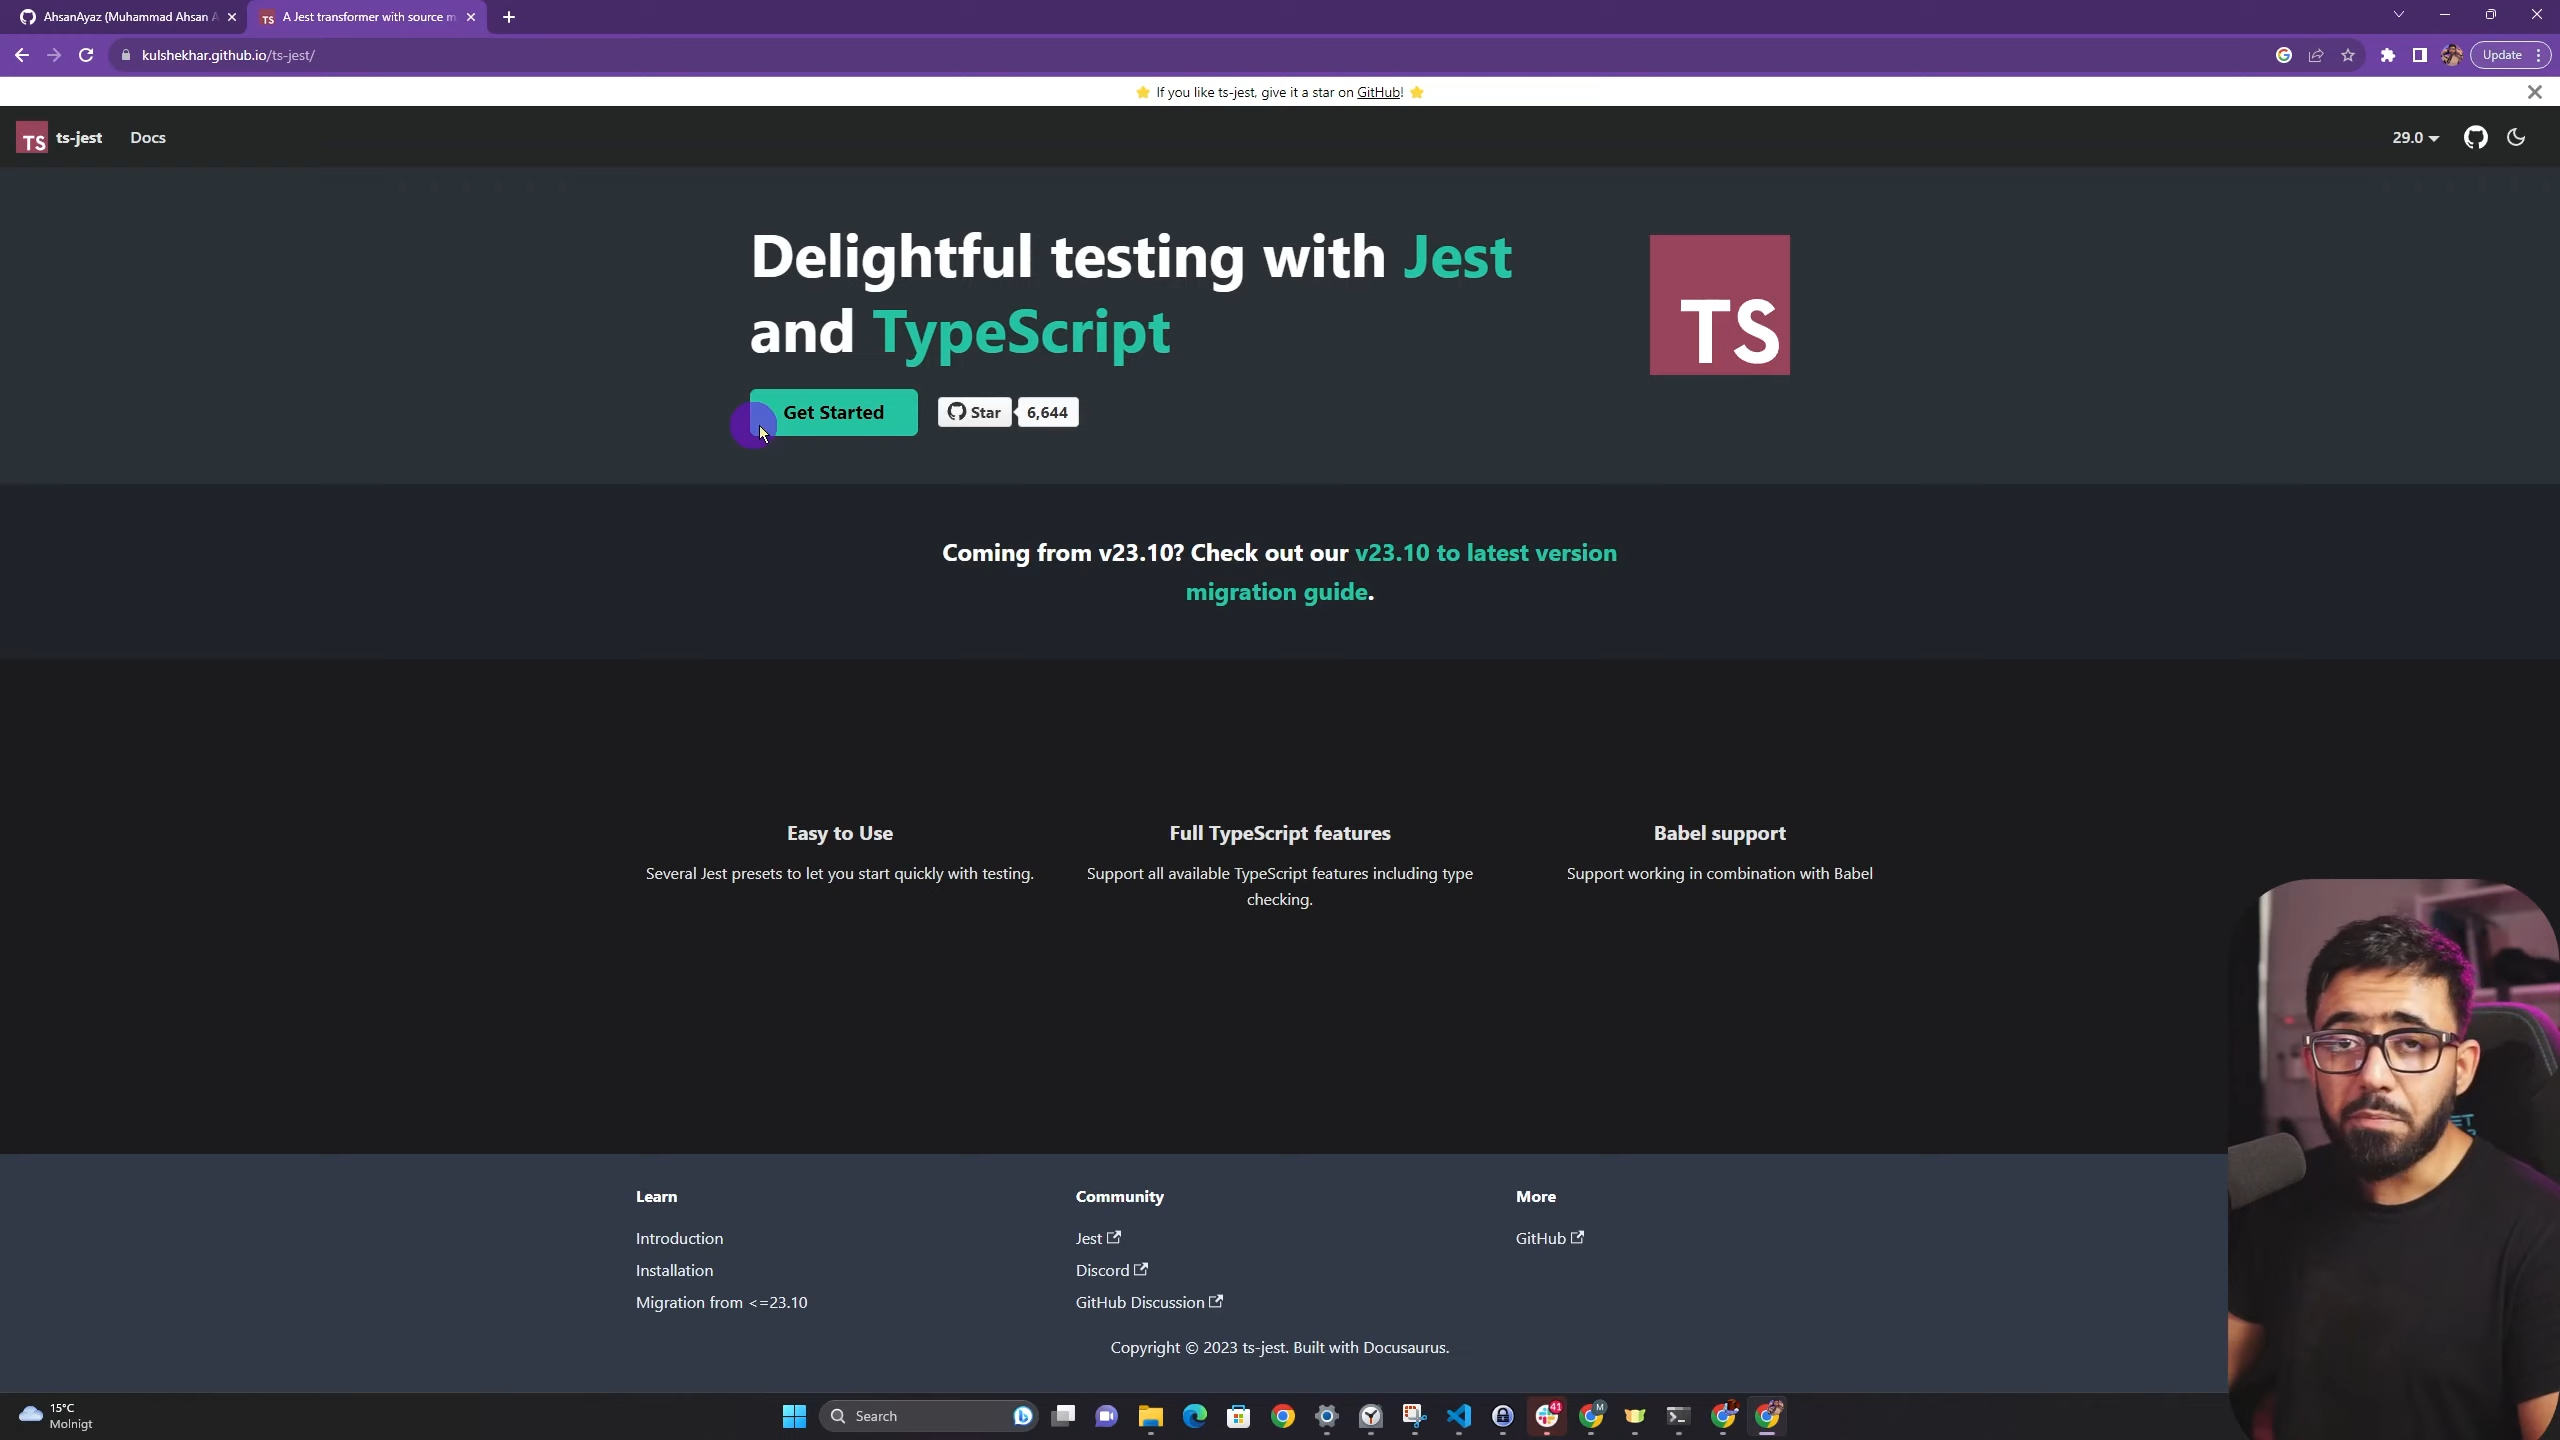 AhsanAyaz (Muhammad Ahsan A
A Jest transformer with source m
kulshekhar.github.io/ts-jest/
Update
If you like ts-jest, give it a star on GitHub!
TS ts-jest Docs
29.0
Delightful testing with Jest
and TypeScript
TS
Get Started
Star
6,644
Coming from v23.10? Check out our v23.10 to latest version
migration guide.
Easy to Use
Several Jest presets to let you start quickly with testing.
Full TypeScript features
Support all available TypeScript features including type
checking.
Babel support
Support working in combination with Babel
Learn
Introduction
Installation
Migration from <=23.10
Community
Jest
Discord
GitHub Discussion
More
GitHub
Copyright © 2023 ts-jest. Built with Docusaurus.
15°C
Molnigt
Search
41
M